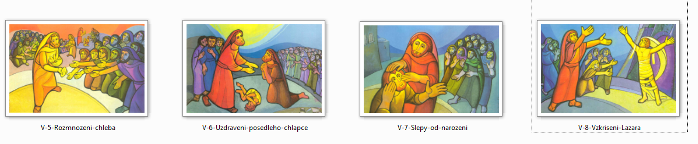 V-5-Rozmnozeni-chleba
V-6-Uzdraveni-posedleho-chlapce
V-7-Slepy-od-narozeni
V-8-Vzkriseni-Lazara